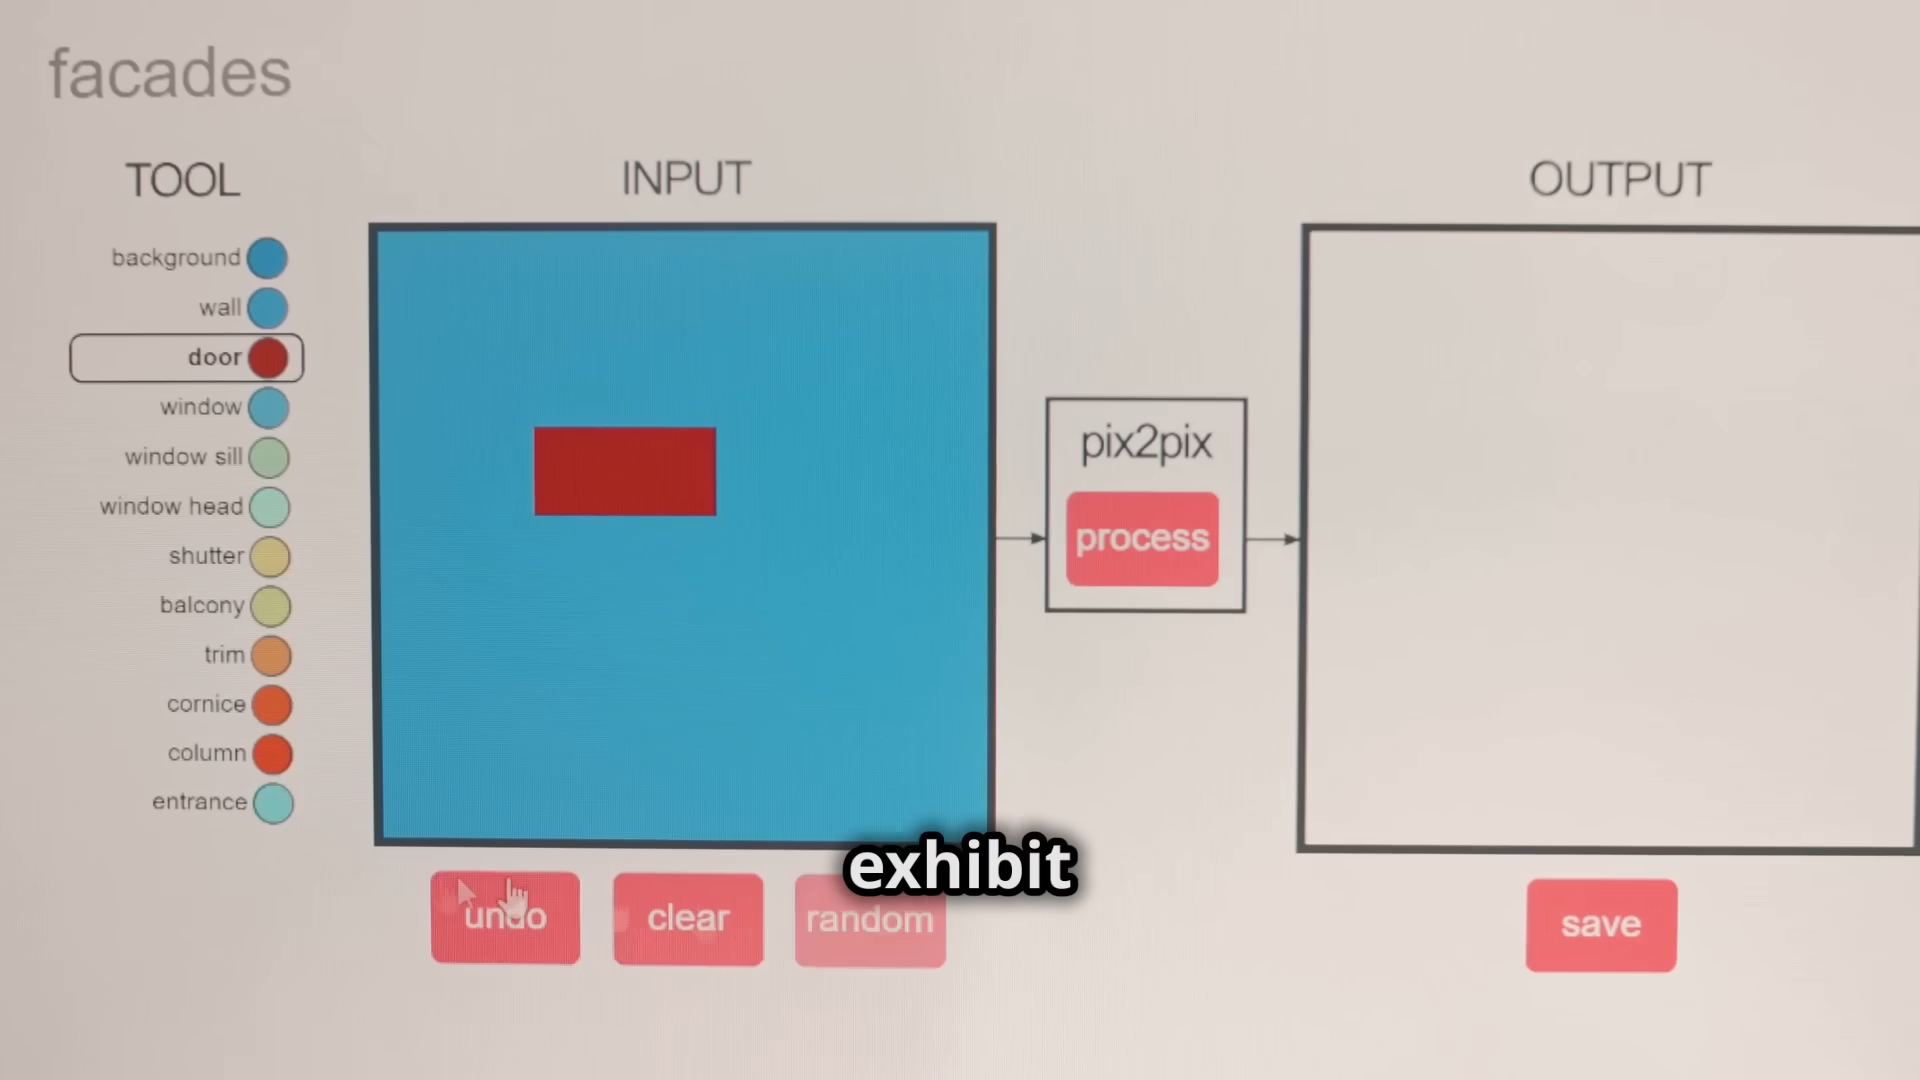 facades
TOOL
background
wall
door
window
window sill
window head
shutter
balcony
trim
cornice
column
entrance
INPUT
undo
clear
random
pix2pix
process
OUTPUT
save
exhibit